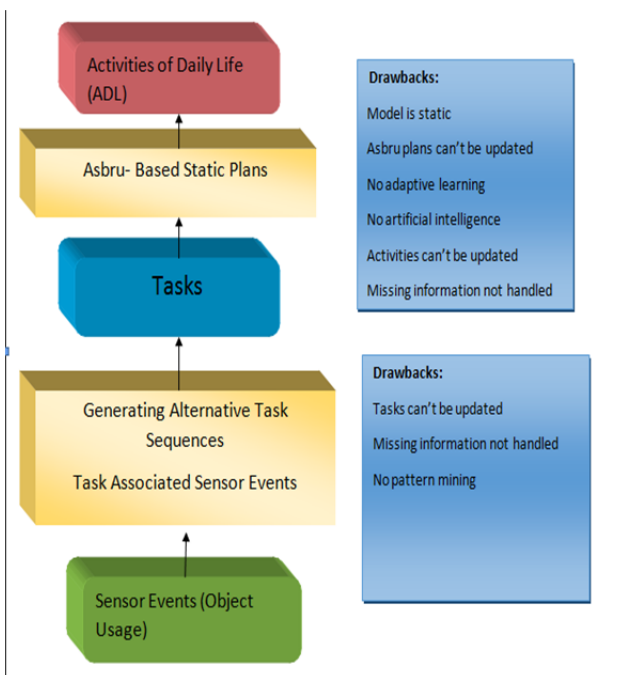 Activities of Daily Life
(ADL)
Asbru- Based Static Plans
Tasks
Generating Alternative Task
Sequences
Task Associated Sensor Events
Sensor Events (Object
Usage)
Drawbacks:
Model is static
Asbru plans can't be updated
No adaptive learning
No artificial intelligence
Activities can't be updated
Missing information not handled
Drawbacks:
Tasks can't be updated
Missing information not handled
No pattern mining